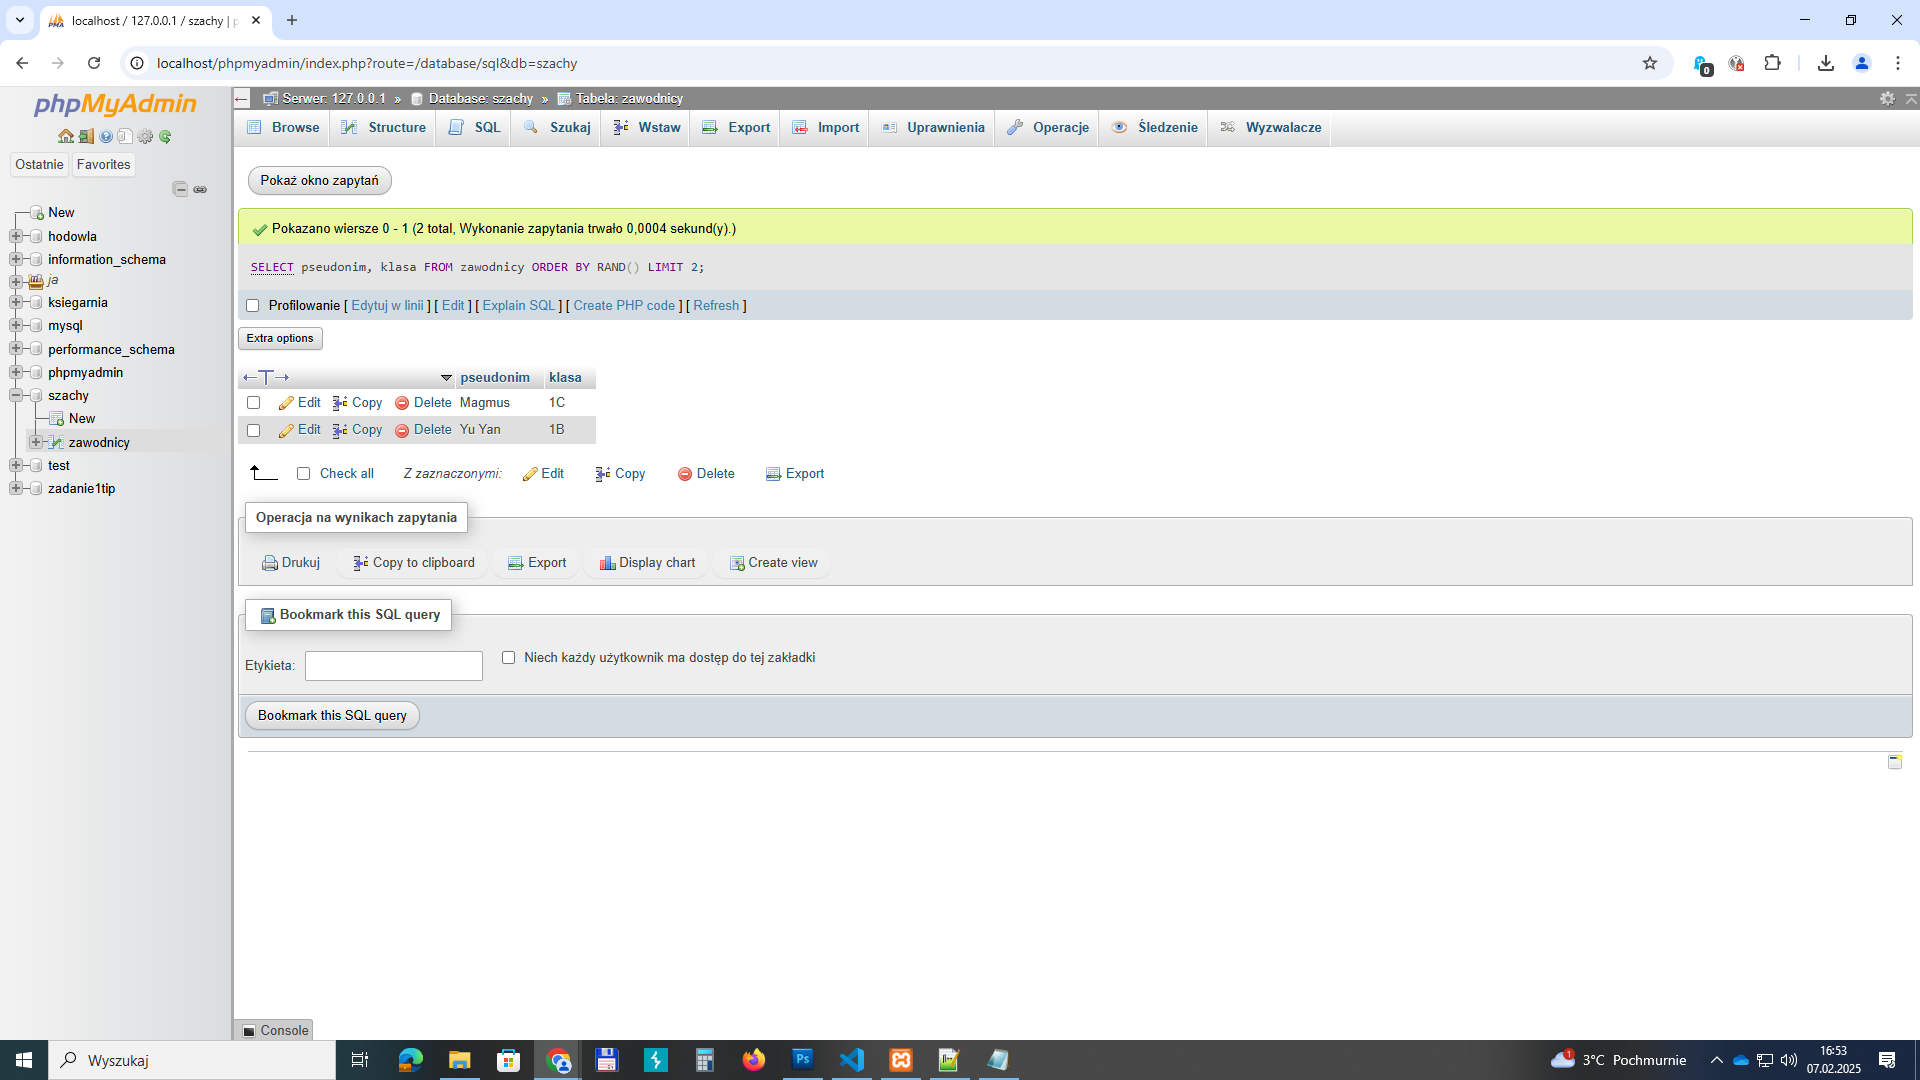 localhost / 127.0.0.1 / szachy | p
localhost/phpmyadmin/index.php?route=/database/sql&db=szachy
0
phpMyAdmin
Ostatnie Favorites
New
hodowla
information_schema
ja
ksiegarnia
mysql
performance_schema
phpmyadmin
szachy
New
zawodnicy
test
zadanie1tip
Serwer: 127.0.0.1 » Database: szachy » Tabela: zawodnicy
Browse Structure SQL Szukaj Wstaw Export Import Uprawnienia Operacje Śledzenie Wyzwalacze
Pokaż okno zapytań
Pokazano wiersze 0 - 1 (2 total, Wykonanie zapytania trwało 0,0004 sekund(y).)
SELECT pseudonim, klasa FROM zawodnicy ORDER BY RAND() LIMIT 2;
Profilowanie [ Edytuj w linii ] [ Edit ] [ Explain SQL ] [ Create PHP code ] [ Refresh ]
Extra options
←T→ pseudonim klasa
Edit Copy Delete Magmus 1C
Edit Copy Delete Yu Yan 1B
Check all Z zaznaczonymi: Edit Copy Delete Export
Operacja na wynikach zapytania
Drukuj Copy to clipboard Export Display chart Create view
Bookmark this SQL query
Etykieta: Niech każdy użytkownik ma dostęp do tej zakładki
Bookmark this SQL query
Console
Wyszukaj
Ps
1
3°C Pochmurnie
16:53
07.02.2025